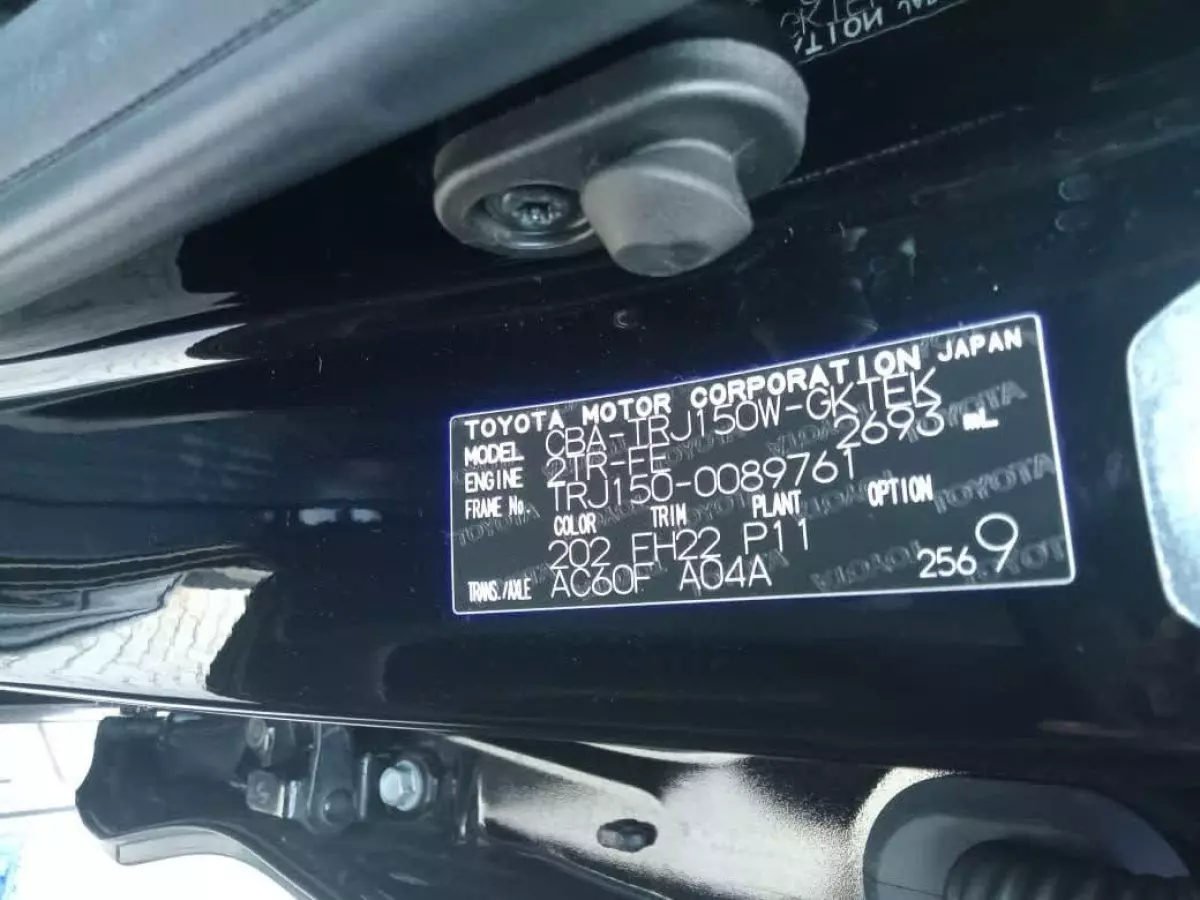 TOYOTA MOTOR CORPORATION JAPAN
MODEL CBA-TRJ150W-GKTEK
ENGINE 2TR-FE 2693 mL
FRAME No. TRJ150-0089761
COLOR TRIM PLANT OPTION
202 FH22 P11
TRANS./AXLE AC60F A04A 2569